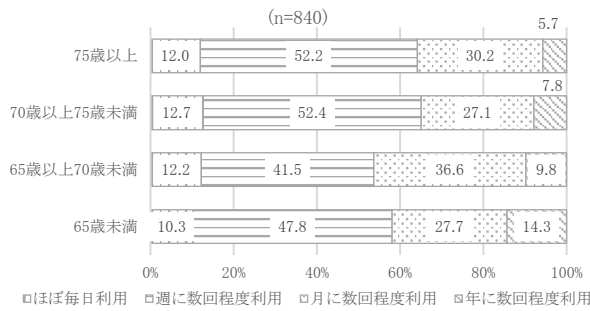 (n=840)
5.7
75歳以上 12.0 52.2 30.2
7.8
70歳以上75歳未満 12.7 52.4 27.1
65歳以上70歳未満 12.2 41.5 36.6 9.8
65歳未満 10.3 47.8 27.7 14.3
0% 20% 40% 60% 80% 100%
ほぼ毎日利用 週に数回程度利用 月に数回程度利用 年に数回程度利用